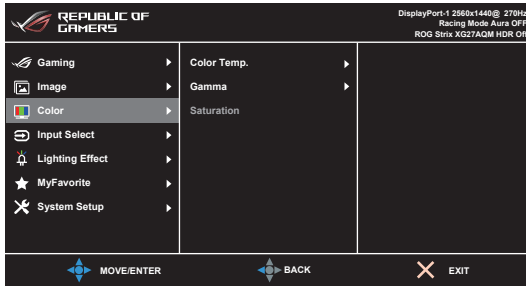 REPUBLIC OF
GAMERS
DisplayPort-1 2560x1440@ 270Hz
Racing Mode Aura OFF
ROG Strix XG27AQM HDR Off
Gaming
Image
Color
Input Select
Lighting Effect
MyFavorite
System Setup
Color Temp.
Gamma
Saturation
MOVE/ENTER
BACK
EXIT